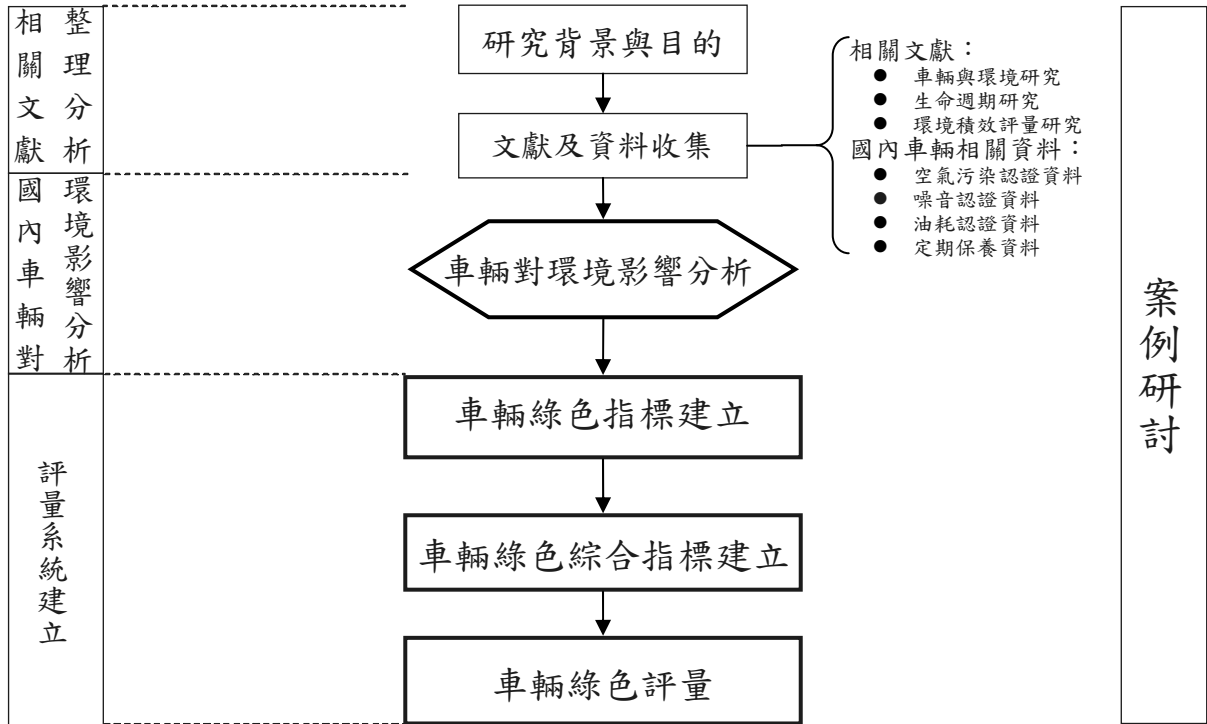 相關文獻
整理分析
國內車輛對
環境影響分析
評量系統建立
研究背景與目的
文獻及資料收集
車輛對環境影響分析
車輛綠色指標建立
車輛綠色綜合指標建立
車輛綠色評量
相關文獻：
● 車輛與環境研究
● 生命週期研究
● 環境積效評量研究
國內車輛相關資料：
● 空氣污染認證資料
● 噪音認證資料
● 油耗認證資料
● 定期保養資料
案例研討